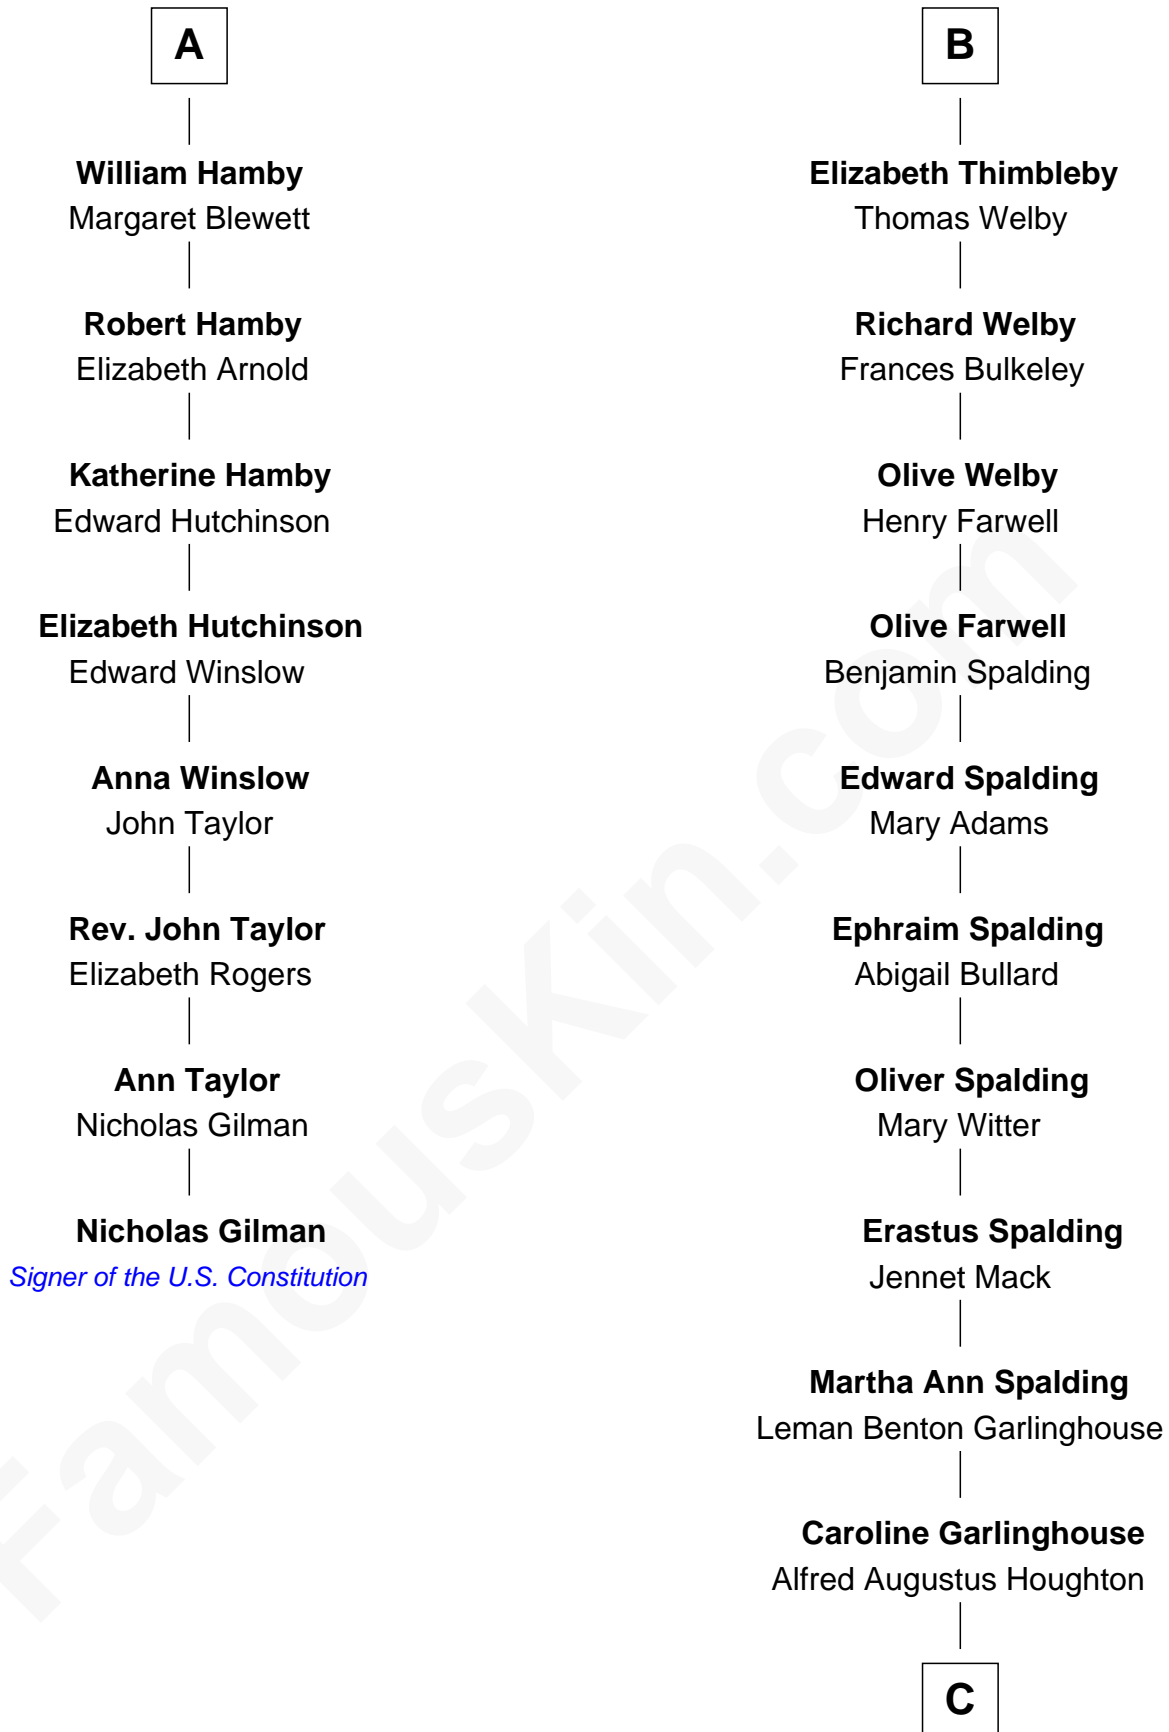 A
William Hamby
Margaret Blewett
Robert Hamby
Elizabeth Arnold
Katherine Hamby
Edward Hutchinson
Elizabeth Hutchinson
Edward Winslow
Anna Winslow
John Taylor
Rev. John Taylor
Elizabeth Rogers
Ann Taylor
Nicholas Gilman
Nicholas Gilman
Signer of the U.S. Constitution
B
Elizabeth Thimbleby
Thomas Welby
Richard Welby
Frances Bulkeley
Olive Welby
Henry Farwell
Olive Farwell
Benjamin Spalding
Edward Spalding
Mary Adams
Ephraim Spalding
Abigail Bullard
Oliver Spalding
Mary Witter
Erastus Spalding
Jennet Mack
Martha Ann Spalding
Leman Benton Garlinghouse
Caroline Garlinghouse
Alfred Augustus Houghton
C
FamousKin.com